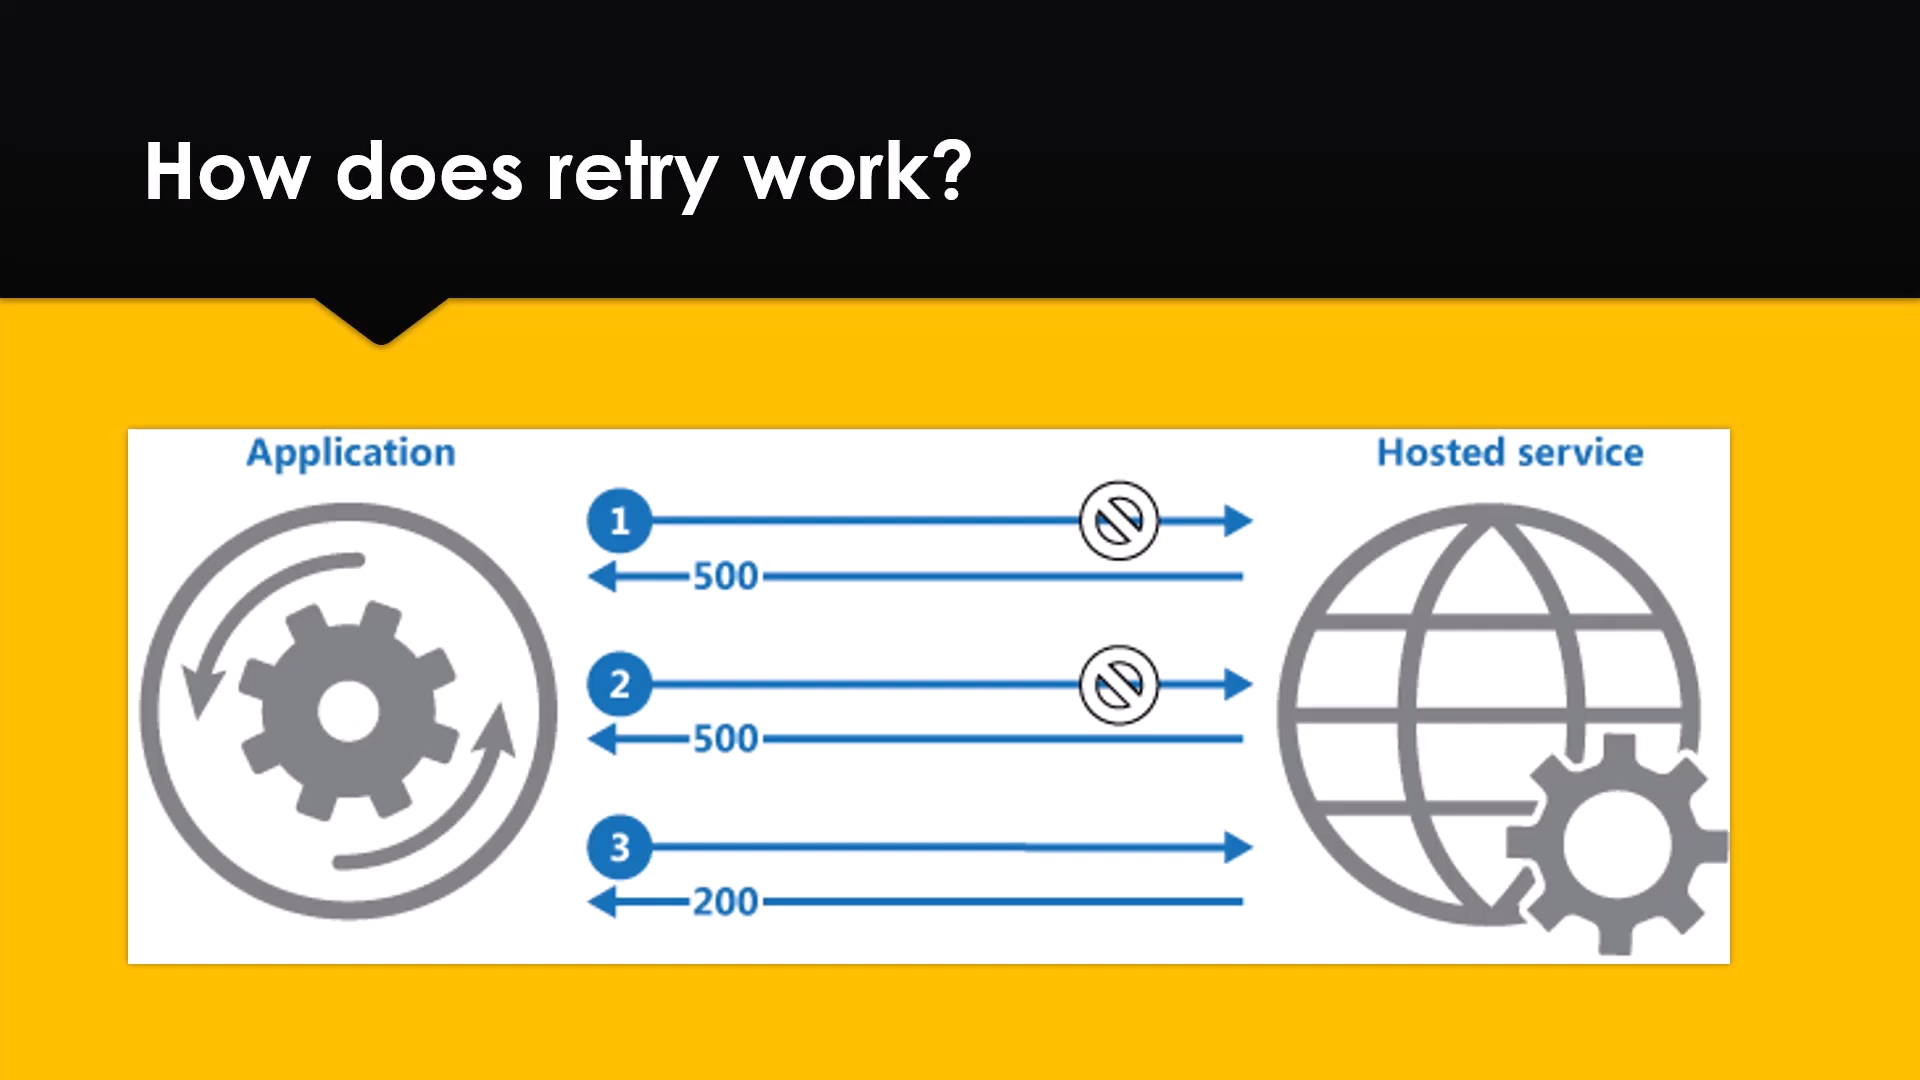 How does retry work?
Application
Hosted service
1
500
2
500
3
200